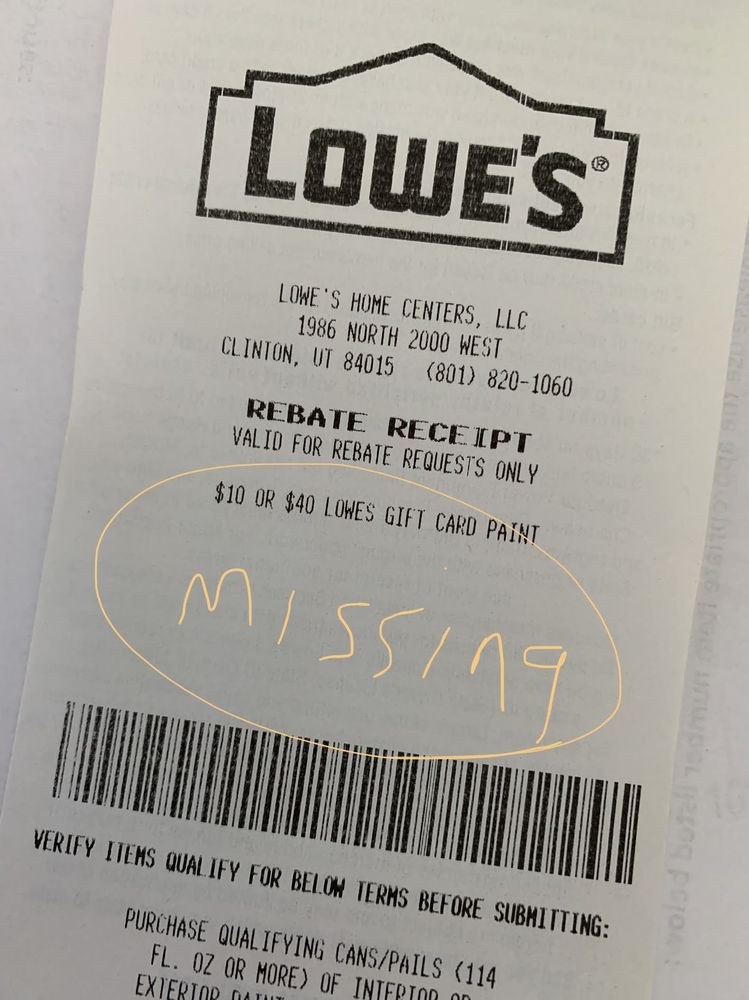 LOWE'S®
LOWE'S HOME CENTERS, LLC
1986 NORTH 2000 WEST
CLINTON, UT 84015 (801) 820-1060
REBATE RECEIPT
VALID FOR REBATE REQUESTS ONLY
$10 OR $40 LOWES GIFT CARD PAINT
Missing
VERIFY ITEMS QUALIFY FOR BELOW TERMS BEFORE SUBMITTING:
PURCHASE QUALIFYING CANS/PAILS (114
FL. OZ OR MORE) OF INTERIOR OR
EXTERIOR PAINT